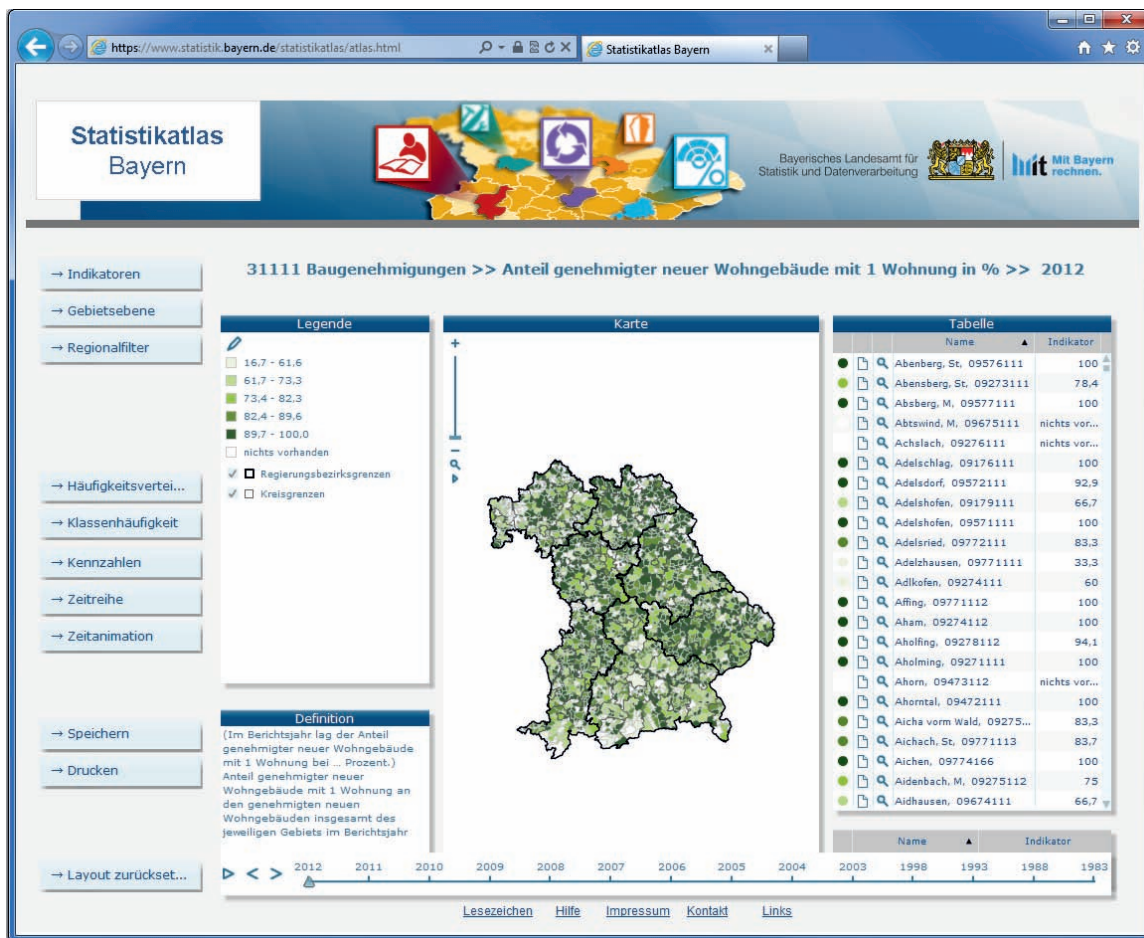 https://www.statistik.bayern.de/statistikatlas/atlas.html
Statistikatlas Bayern
Statistikatlas
Bayern
Bayerisches Landesamt für
Statistik und Datenverarbeitung
Mit Bayern
rechnen.
→ Indikatoren
→ Gebietsebene
→ Regionalfilter
→ Häufigkeitsvertei...
→ Klassenhäufigkeit
→ Kennzahlen
→ Zeitreihe
→ Zeitanimation
→ Speichern
→ Drucken
→ Layout zurückset...
31111 Baugenehmigungen >> Anteil genehmigter neuer Wohngebäude mit 1 Wohnung in % >> 2012
Legende
16,7 - 61,6
61,7 - 73,3
73,4 - 82,3
82,4 - 89,6
89,7 - 100,0
nichts vorhanden
Regierungsbezirksgrenzen
Kreisgrenzen
Definition
(Im Berichtsjahr lag der Anteil
genehmigter neuer Wohngebäude
mit 1 Wohnung bei ... Prozent.)
Anteil genehmigter neuer
Wohngebäude mit 1 Wohnung an
den genehmigten neuen
Wohngebäuden insgesamt des
jeweiligen Gebiets im Berichtsjahr
Karte
Tabelle
Name ▲ Indikator
Abenberg, St, 09576111 100
Abensberg, St, 09273111 78,4
Absberg, M, 09577111 100
Abtswind, M, 09675111 nichts vor...
Achslach, 09276111 nichts vor...
Adelschlag, 09176111 100
Adelsdorf, 09572111 92,9
Adelshofen, 09179111 66,7
Adelshofen, 09571111 100
Adelsried, 09772111 83,3
Adelzhausen, 09771111 33,3
Adlkofen, 09274111 60
Affing, 09771112 100
Aham, 09274112 100
Aholfing, 09278112 94,1
Aholming, 09271111 100
Ahorn, 09473112 nichts vor...
Ahorntal, 09472111 100
Aicha vorm Wald, 09275... 83,3
Aichach, St, 09771113 83,7
Aichen, 09774166 100
Aidenbach, M, 09275112 75
Aidhausen, 09674111 66,7
Name ▲ Indikator
2012 2011 2010 2009 2008 2007 2006 2005 2004 2003 1998 1993 1988 1983
Lesezeichen Hilfe Impressum Kontakt Links